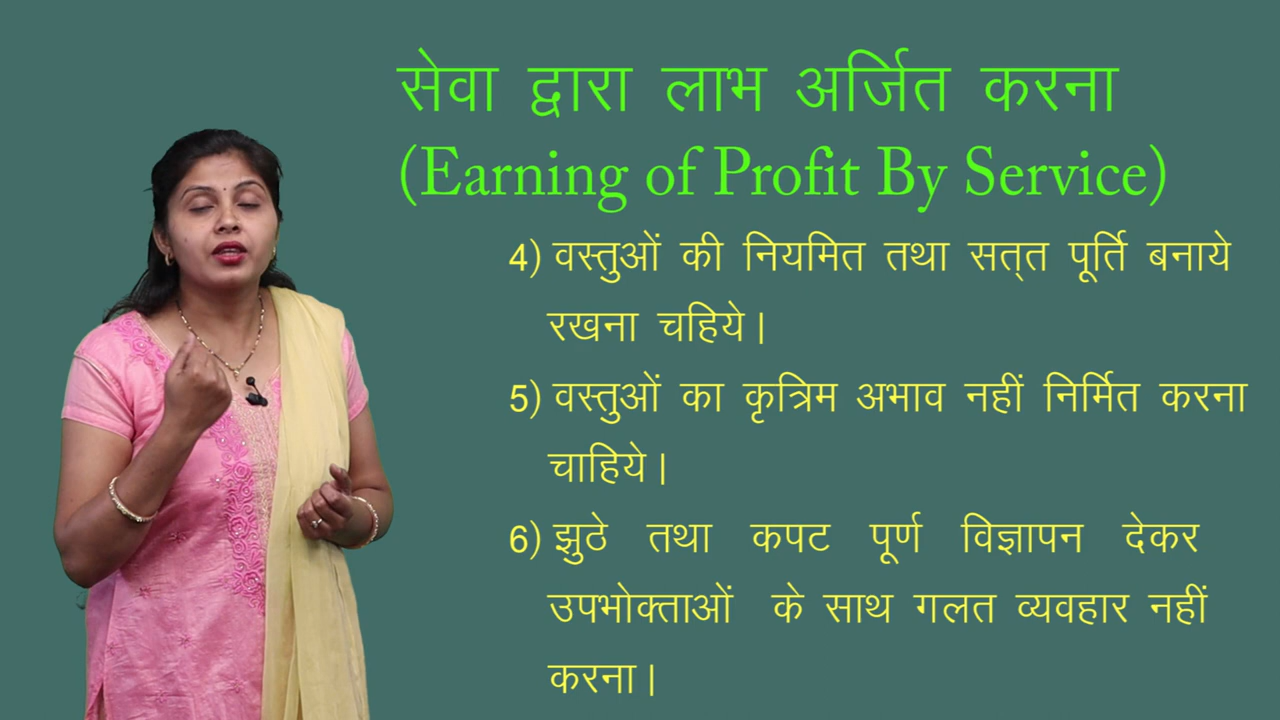 सेवा द्वारा लाभ अर्जित करना
(Earning of Profit By Service)
4) वस्तुओं की नियमित तथा सत्‌त पूर्ति बनाये
रखना चहिये।
5) वस्तुओं का कृत्रिम अभाव नहीं निर्मित करना
चाहिये।
6) झुठे तथा कपट पूर्ण विज्ञापन देकर
उपभोक्ताओं के साथ गलत व्यवहार नहीं
करना।